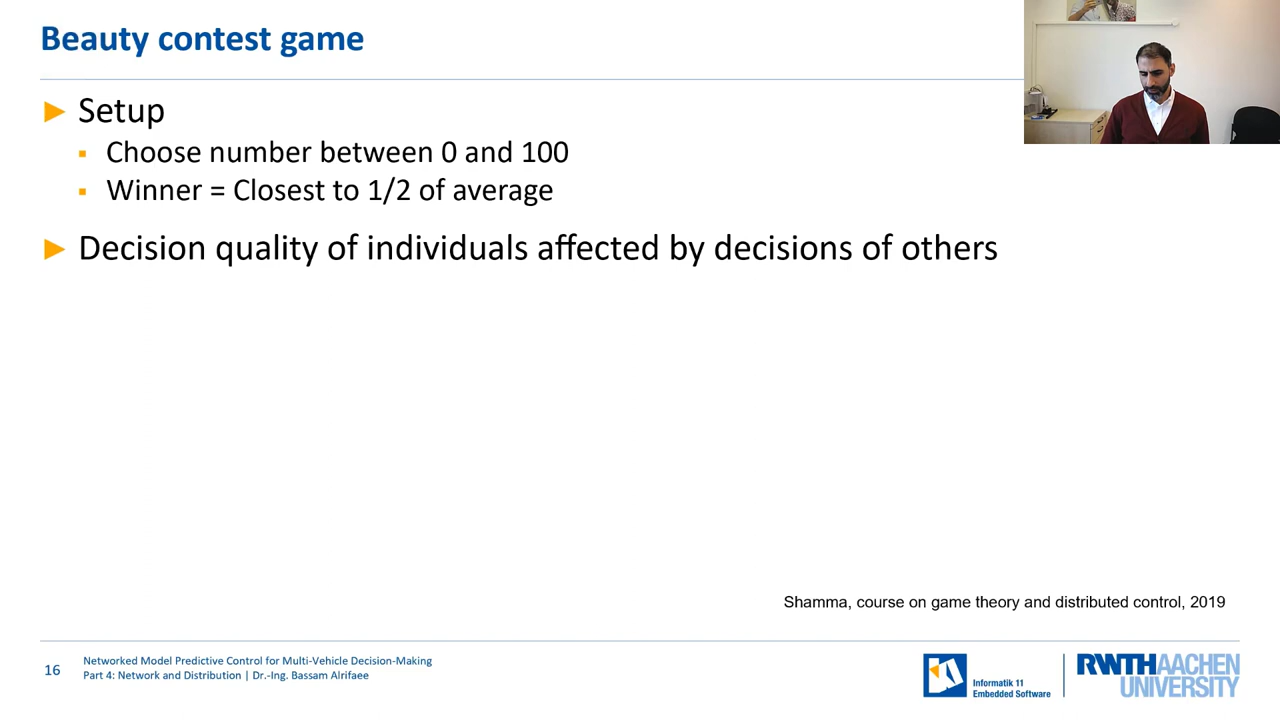 Beauty contest game
Setup
Choose number between 0 and 100
Winner = Closest to 1/2 of average
Decision quality of individuals affected by decisions of others
Shamma, course on game theory and distributed control, 2019
16
Networked Model Predictive Control for Multi-Vehicle Decision-Making
Part 4: Network and Distribution | Dr.-Ing. Bassam Alrifaee
Informatik 11
Embedded Software
RWTHAACHEN
UNIVERSITY